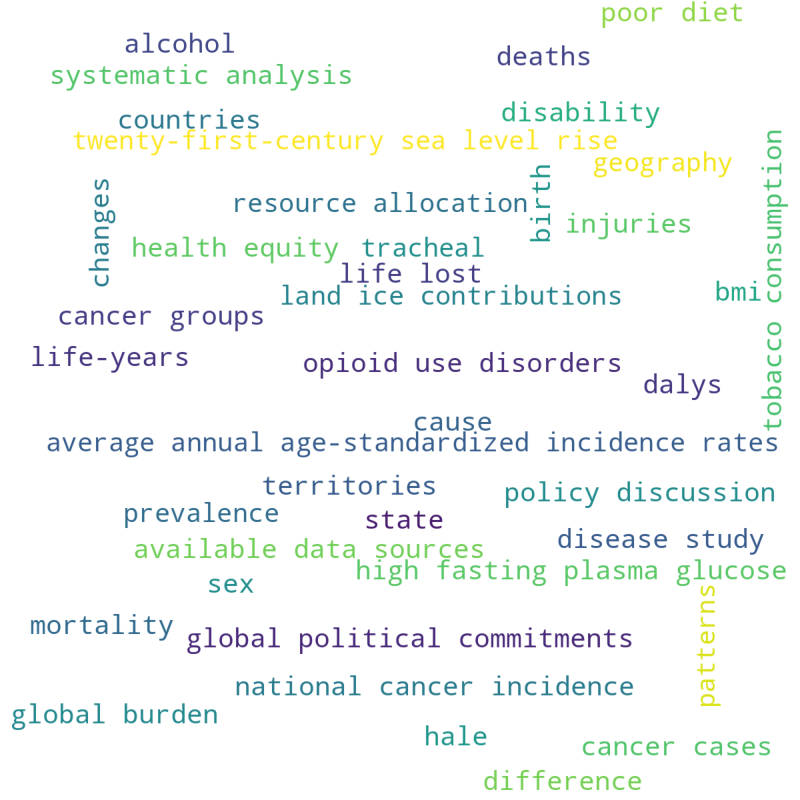 poor diet
alcohol
deaths
systematic analysis
disability
countries
twenty-first-century sea level rise
geography
tobacco consumption
birth
changes
resource allocation
injuries
health equity
tracheal
life lost
land ice contributions
bmi
cancer groups
life-years
opioid use disorders
dalys
cause
average annual age-standardized incidence rates
territories
policy discussion
prevalence
state
disease study
available data sources
high fasting plasma glucose
sex
patterns
mortality
global political commitments
national cancer incidence
global burden
hale
cancer cases
difference